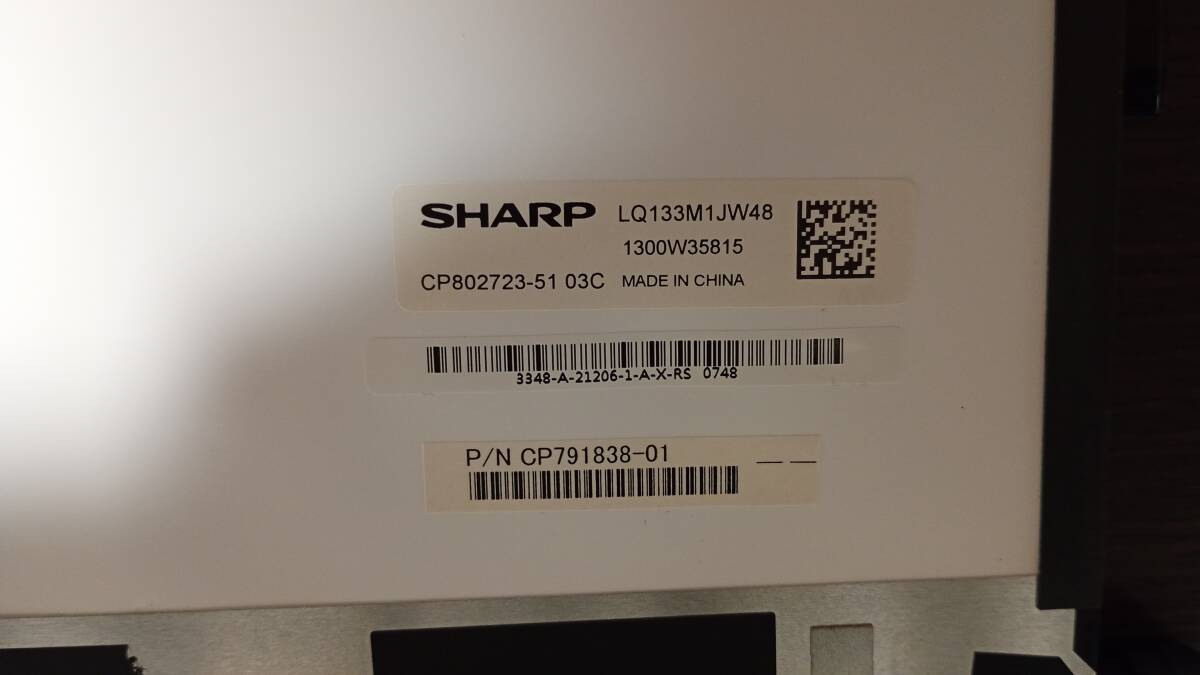 SHARP LQ133M1JW48
1300W35815
CP802723-51 03C MADE IN CHINA
3348-A-21206-1-A-X-RS 0748
P/N CP791838-01